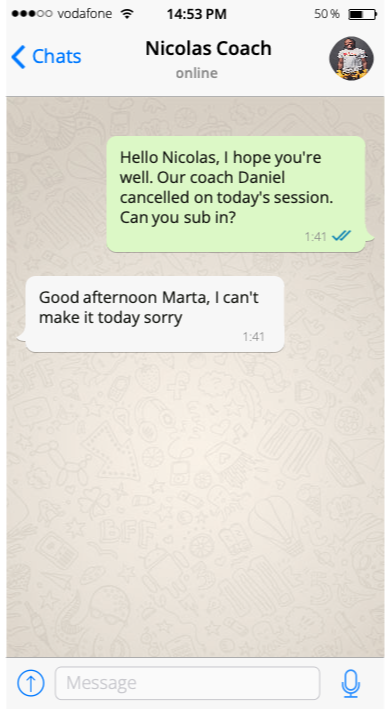 vodafone 14:53 PM 50 %
Chats Nicolas Coach
online
Hello Nicolas, I hope you're
well. Our coach Daniel
cancelled on today's session.
Can you sub in?
1:41
Good afternoon Marta, I can't
make it today sorry
1:41
BFF
Message